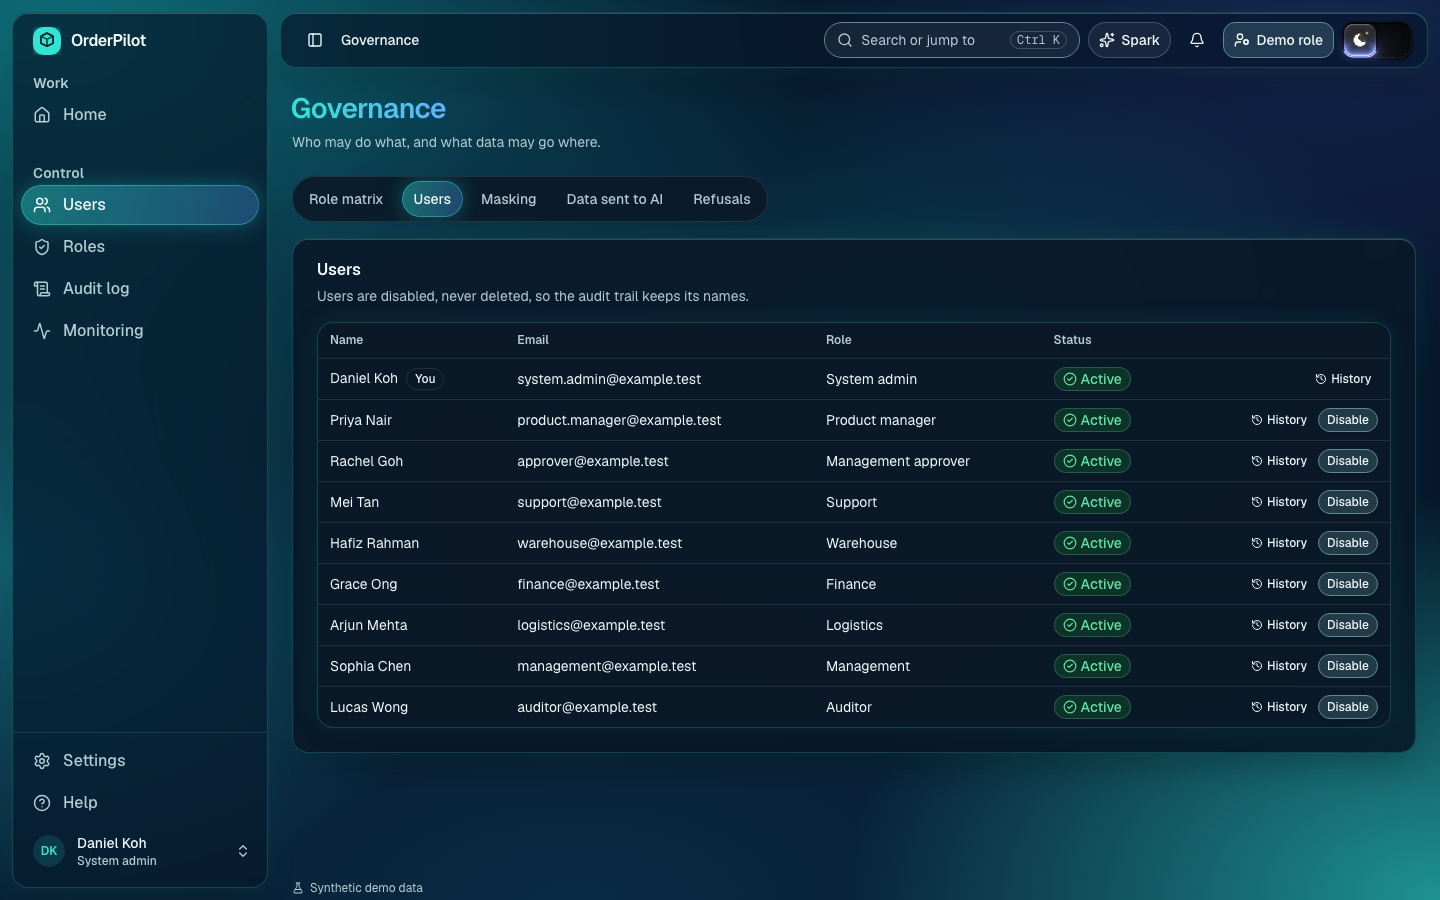 OrderPilot
Work
Home
Control
Users
Roles
Audit log
Monitoring
Settings
Help
DK
Daniel Koh
System admin
Governance
Search or jump to Ctrl K
Spark
Demo role
Governance
Who may do what, and what data may go where.
Role matrix Users Masking Data sent to AI Refusals
Users
Users are disabled, never deleted, so the audit trail keeps its names.
Name Email Role Status
Daniel Koh You system.admin@example.test System admin Active History
Priya Nair product.manager@example.test Product manager Active History Disable
Rachel Goh approver@example.test Management approver Active History Disable
Mei Tan support@example.test Support Active History Disable
Hafiz Rahman warehouse@example.test Warehouse Active History Disable
Grace Ong finance@example.test Finance Active History Disable
Arjun Mehta logistics@example.test Logistics Active History Disable
Sophia Chen management@example.test Management Active History Disable
Lucas Wong auditor@example.test Auditor Active History Disable
Synthetic demo data